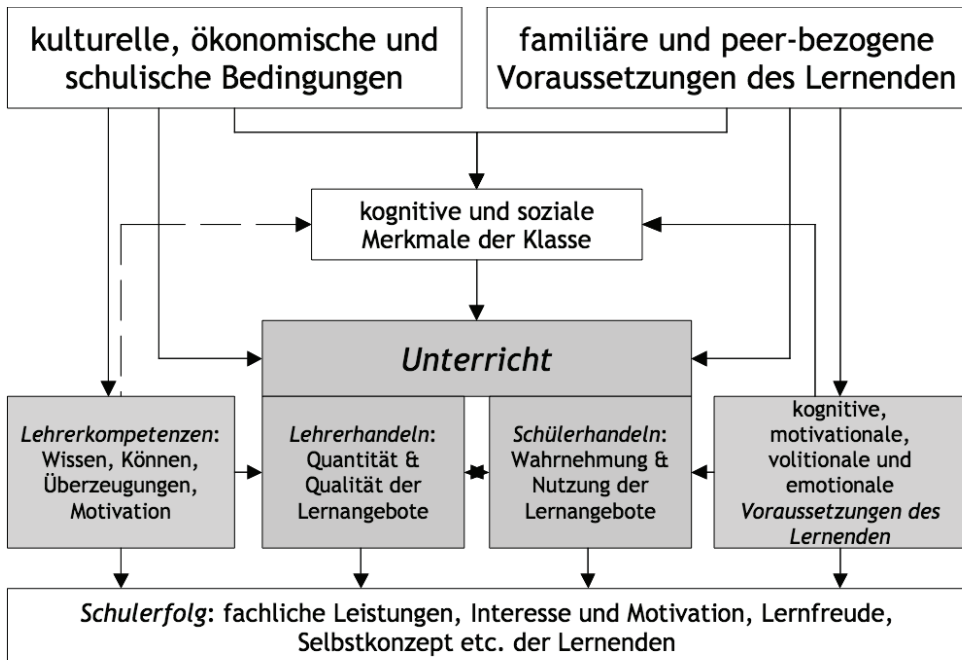 kulturelle, ökonomische und
schulische Bedingungen
familiäre und peer-bezogene
Voraussetzungen des Lernenden
kognitive und soziale
Merkmale der Klasse
Unterricht
Lehrerkompetenzen:
Wissen, Können,
Überzeugungen,
Motivation
Lehrerhandeln:
Quantität &
Qualität der
Lernangebote
Schülerhandeln:
Wahrnehmung &
Nutzung der
Lernangebote
kognitive,
motivationale,
volitionale und
emotionale
Voraussetzungen des
Lernenden
Schulerfolg: fachliche Leistungen, Interesse und Motivation, Lernfreude,
Selbstkonzept etc. der Lernenden